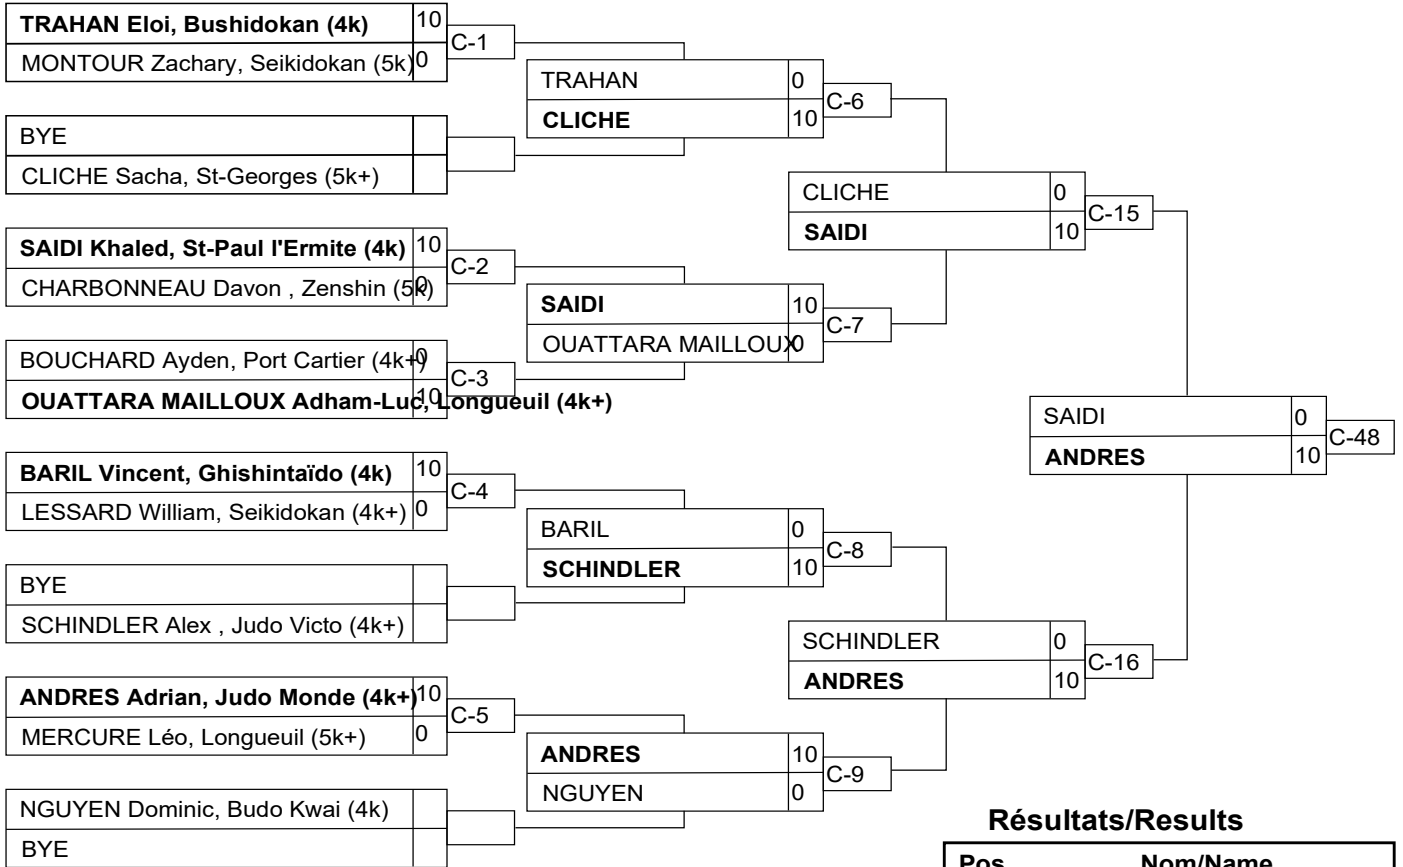 TRAHAN Eloi, Bushidokan (4k) 10
MONTOUR Zachary, Seikidokan (5k) 0
C-1
BYE
CLICHE Sacha, St-Georges (5k+)
SAIDI Khaled, St-Paul l'Ermite (4k) 10
CHARBONNEAU Davon , Zenshin (5k) 0
C-2
BOUCHARD Ayden, Port Cartier (4k+) 0
OUATTARA MAILLOUX Adham-Luc, Longueuil (4k+) 10
C-3
BARIL Vincent, Ghishintaïdo (4k) 10
LESSARD William, Seikidokan (4k+) 0
C-4
BYE
SCHINDLER Alex , Judo Victo (4k+)
ANDRES Adrian, Judo Monde (4k+) 10
MERCURE Léo, Longueuil (5k+) 0
C-5
NGUYEN Dominic, Budo Kwai (4k)
BYE
TRAHAN 0
CLICHE 10
C-6
SAIDI 10
OUATTARA MAILLOUX 0
C-7
BARIL 0
SCHINDLER 10
C-8
ANDRES 10
NGUYEN 0
C-9
CLICHE 0
SAIDI 10
C-15
SCHINDLER 0
ANDRES 10
C-16
SAIDI 0
ANDRES 10
C-48
Résultats/Results
Pos Nom/Name